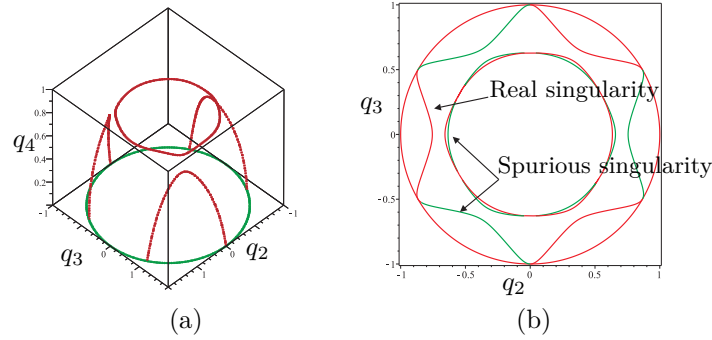 1
0.8
q₄ 0.6
0.4
0.2
-1
0
1
q₃
1
0
-1
q₂
(a)
1
0.5
q₃
0
-0.5
-1
Real singularity
Spurious singularity
-1 -0.5 0 0.5 1
q₂
(b)